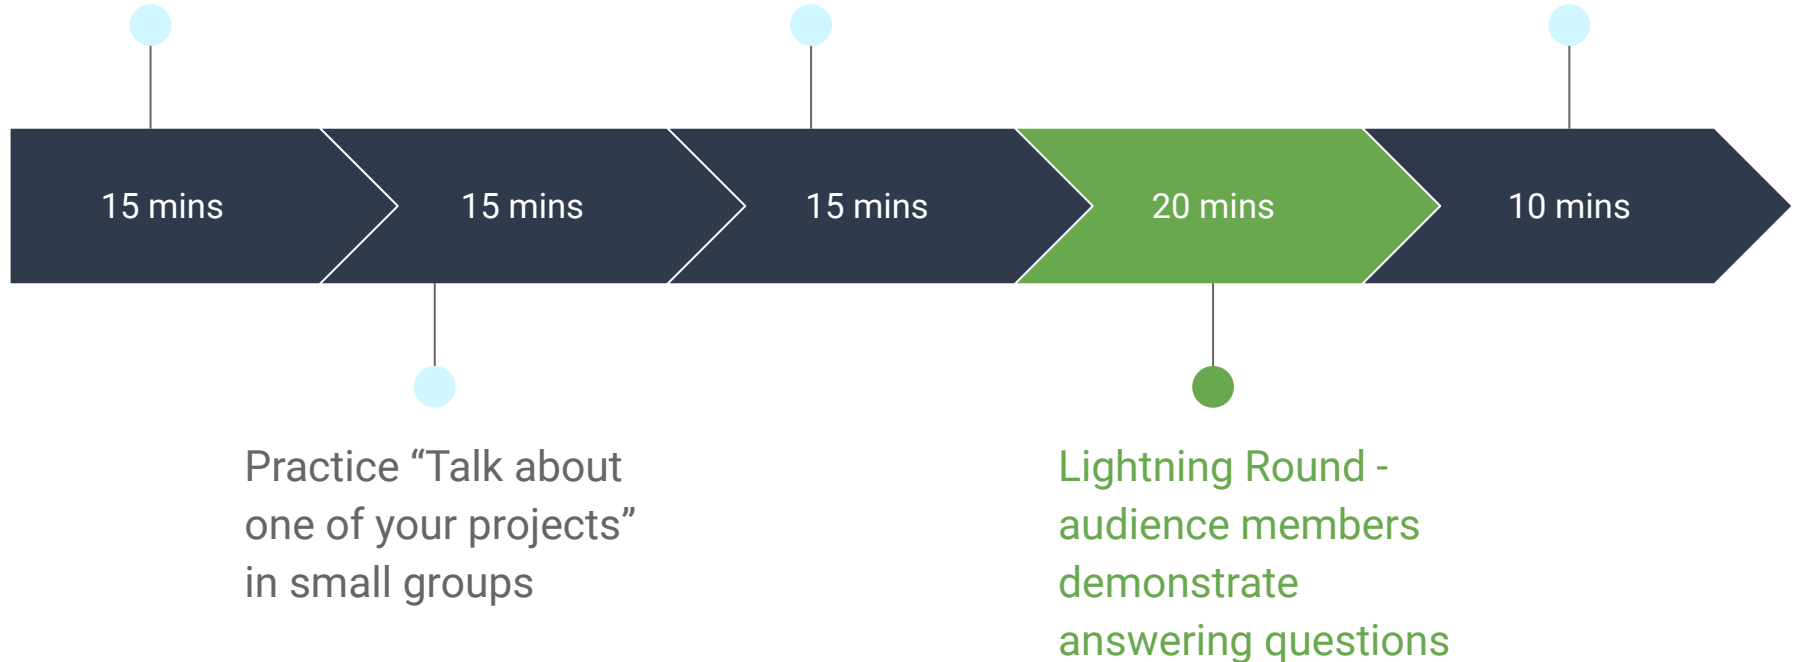 15 mins
15 mins
15 mins
20 mins
10 mins
Practice “Talk about
one of your projects”
in small groups
Lightning Round -
audience members
demonstrate
answering questions